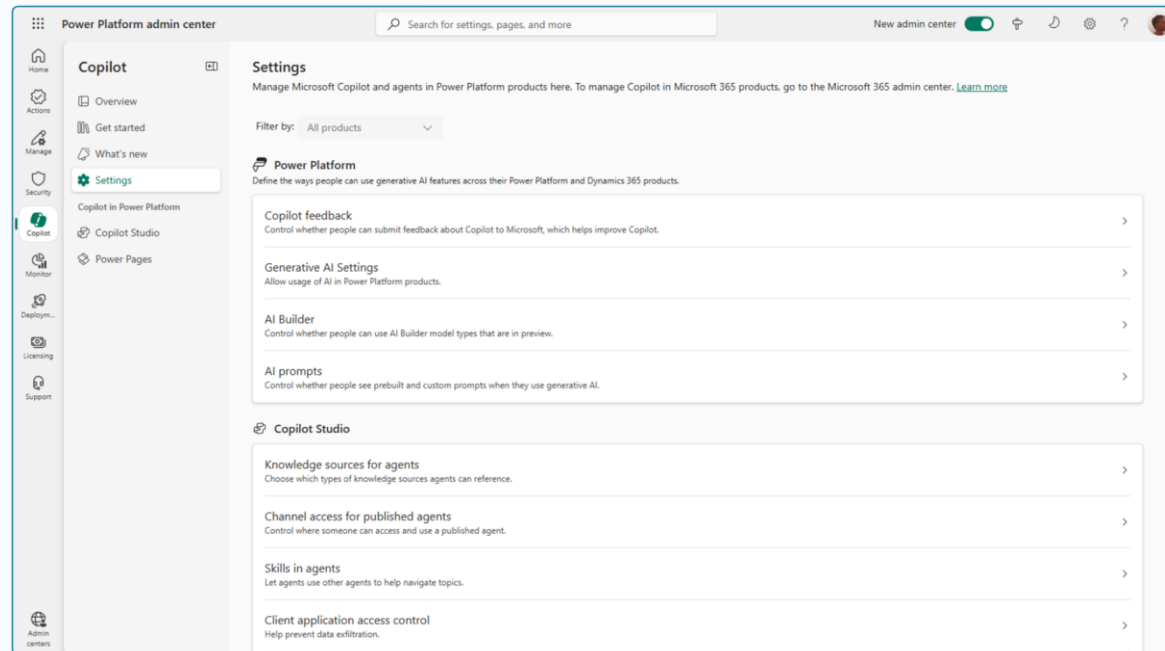 Power Platform admin center
Search for settings, pages, and more
New admin center
Home
Actions
Manage
Security
Copilot
Monitor
Deploym...
Licensing
Support
Admin
centers
Copilot
Overview
Get started
What's new
Settings
Copilot in Power Platform
Copilot Studio
Power Pages
Settings
Manage Microsoft Copilot and agents in Power Platform products here. To manage Copilot in Microsoft 365 products, go to the Microsoft 365 admin center. Learn more
Filter by: All products
Power Platform
Define the ways people can use generative AI features across their Power Platform and Dynamics 365 products.
Copilot feedback
Control whether people can submit feedback about Copilot to Microsoft, which helps improve Copilot.
Generative AI Settings
Allow usage of AI in Power Platform products.
AI Builder
Control whether people can use AI Builder model types that are in preview.
AI prompts
Control whether people see prebuilt and custom prompts when they use generative AI.
Copilot Studio
Knowledge sources for agents
Choose which types of knowledge sources agents can reference.
Channel access for published agents
Control where someone can access and use a published agent.
Skills in agents
Let agents use other agents to help navigate topics.
Client application access control
Help prevent data exfiltration.